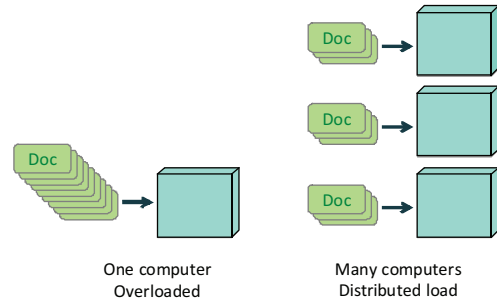 Doc
Doc
Doc
Doc
One computer
Overloaded
Many computers
Distributed load